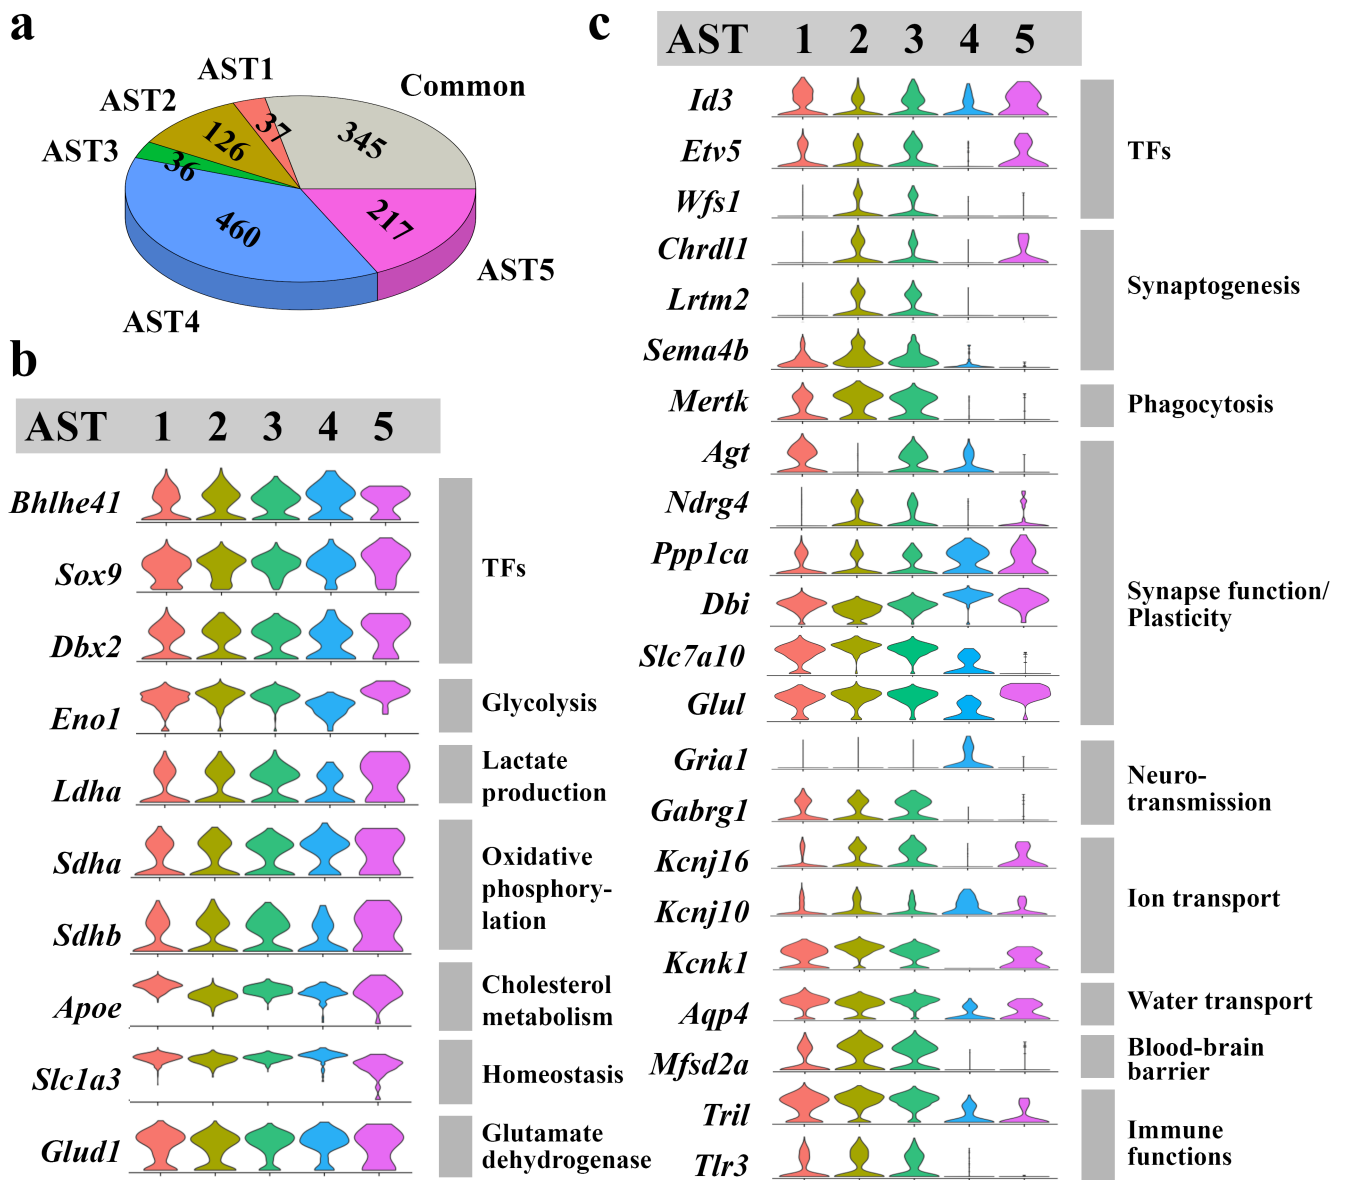 a
AST1
Common
AST2
AST3
37
345
126
36
460
217
AST5
AST4
b
AST 1 2 3 4 5
Bhlhe41
Sox9
TFs
Dbx2
Eno1
Glycolysis
Ldha
Lactate
production
Sdha
Oxidative
phosphory-
lation
Sdhb
Apoe
Cholesterol
metabolism
Slc1a3
Homeostasis
Glud1
Glutamate
dehydrogenase
c
AST 1 2 3 4 5
Id3
Etv5
TFs
Wfs1
Chrdl1
Lrtm2
Synaptogenesis
Sema4b
Mertk
Phagocytosis
Agt
Ndrg4
Ppp1ca
Dbi
Synapse function/
Plasticity
Slc7a10
Glul
Gria1
Neuro-
transmission
Gabrg1
Kcnj16
Kcnj10
Ion transport
Kcnk1
Aqp4
Water transport
Mfsd2a
Blood-brain
barrier
Tril
Immune
functions
Tlr3